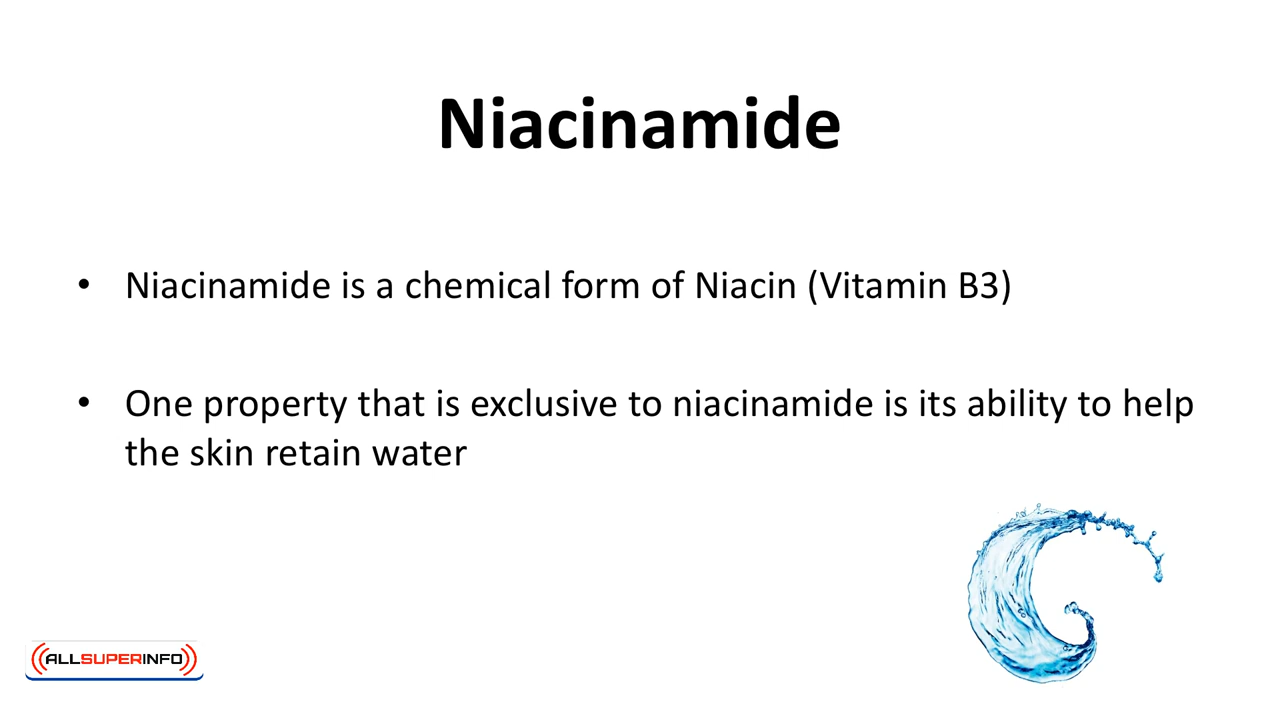 Niacinamide
• Niacinamide is a chemical form of Niacin (Vitamin B3)
• One property that is exclusive to niacinamide is its ability to help
the skin retain water
ALLSUPERINFO